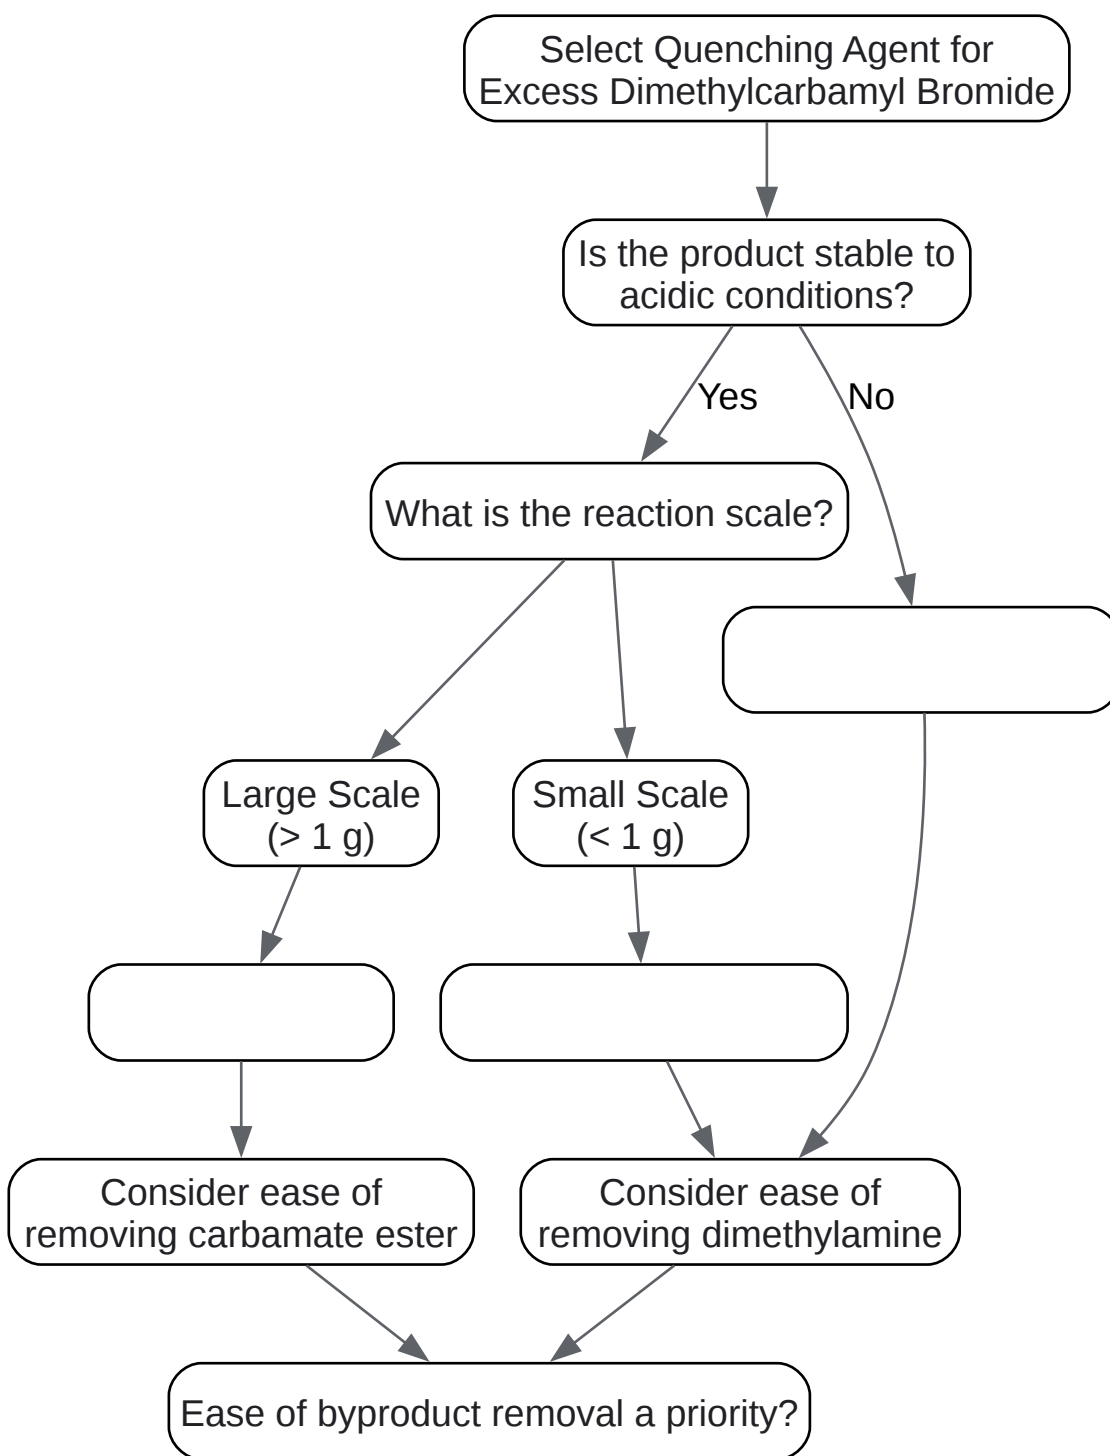 Select Quenching Agent for
Excess Dimethylcarbamyl Bromide
Is the product stable to
acidic conditions?
Yes
No
What is the reaction scale?
Large Scale
(> 1 g)
Small Scale
(< 1 g)
Consider ease of
removing carbamate ester
Consider ease of
removing dimethylamine
Ease of byproduct removal a priority?